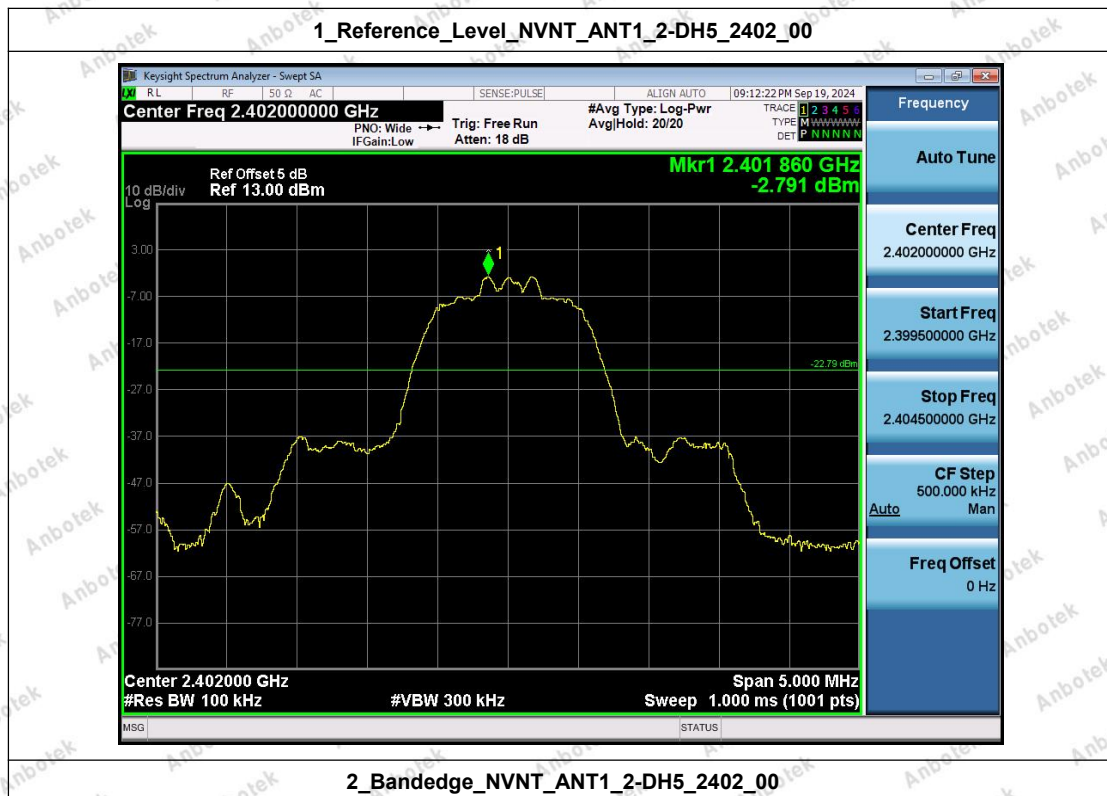 1_Reference_Level_NVNT_ANT1_2-DH5_2402_00
Keysight Spectrum Analyzer - Swept SA
LXI RL RF 50 Ω AC SENSE:PULSE ALIGN AUTO 09:12:22 PM Sep 19, 2024
Center Freq 2.402000000 GHz
PNO: Wide
IFGain:Low
Trig: Free Run
Atten: 18 dB
#Avg Type: Log-Pwr
Avg|Hold: 20/20
TRACE 1 2 3 4 5 6
TYPE M W W W W W
DET P N N N N N
Mkr1 2.401 860 GHz
-2.791 dBm
Ref Offset 5 dB
10 dB/div Ref 13.00 dBm
Log
1
3.00
-7.00
-17.0
-22.79 dBm
-27.0
-37.0
-47.0
-57.0
-67.0
-77.0
Center 2.402000 GHz Span 5.000 MHz
#Res BW 100 kHz #VBW 300 kHz Sweep 1.000 ms (1001 pts)
MSG STATUS
Frequency
Auto Tune
Center Freq
2.402000000 GHz
Start Freq
2.399500000 GHz
Stop Freq
2.404500000 GHz
CF Step
500.000 kHz
Auto Man
Freq Offset
0 Hz
2_Bandedge_NVNT_ANT1_2-DH5_2402_00
Anbotek